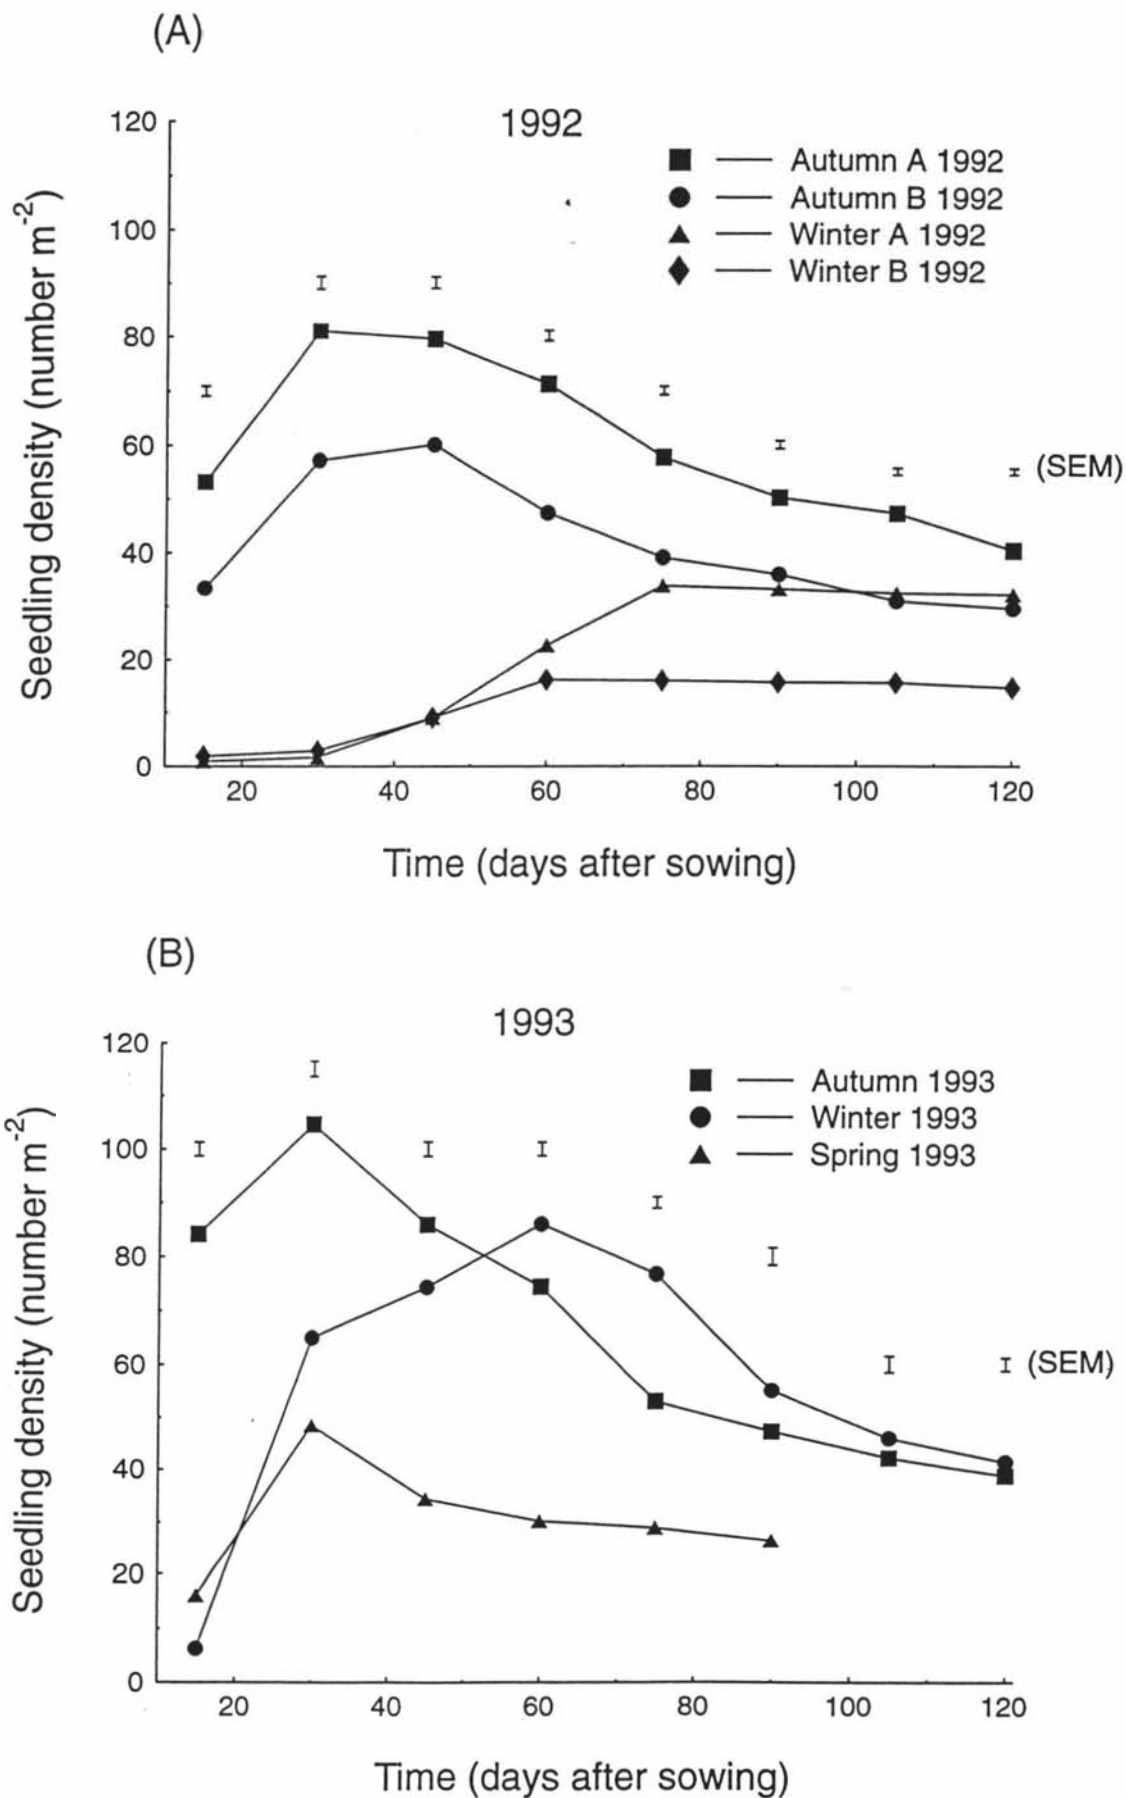 (A)
1992
120
100
80
60
40
20
0
Seedling density (number m⁻²)
Autumn A 1992
Autumn B 1992
Winter A 1992
Winter B 1992
(SEM)
20 40 60 80 100 120
Time (days after sowing)
(B)
1993
120
100
80
60
40
20
0
Seedling density (number m⁻²)
Autumn 1993
Winter 1993
Spring 1993
(SEM)
20 40 60 80 100 120
Time (days after sowing)